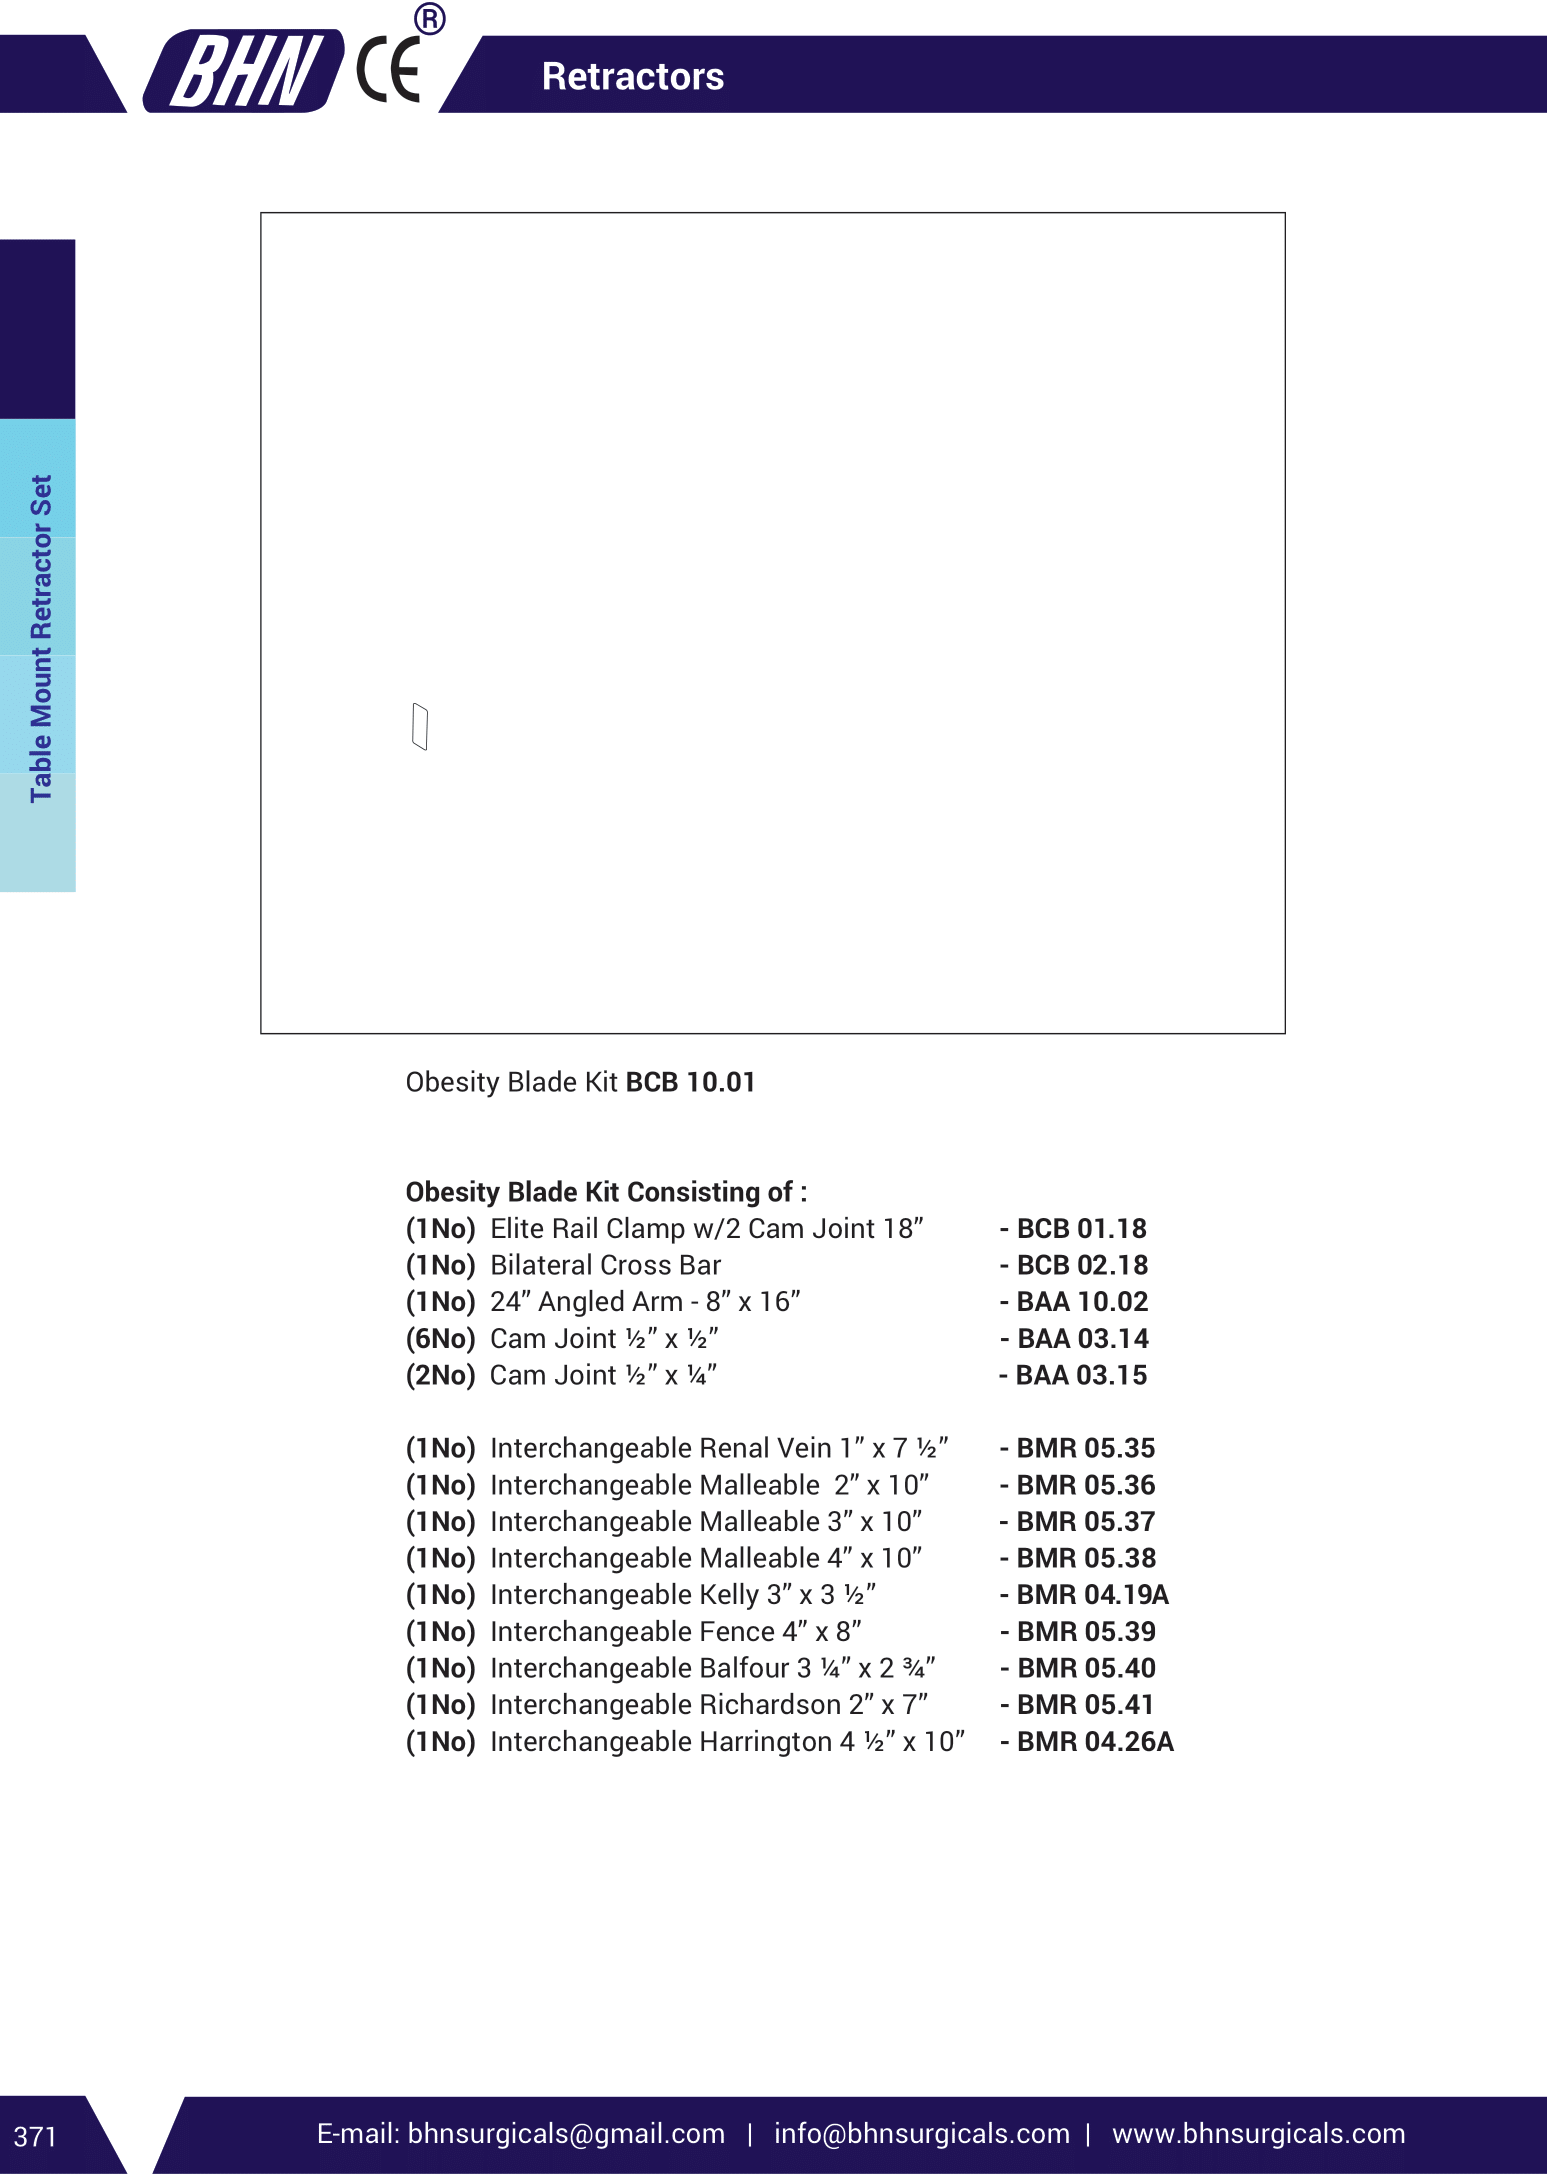 BHN CE ®
Retractors
Table Mount Retractor Set
Obesity Blade Kit BCB 10.01
Obesity Blade Kit Consisting of :
(1No) Elite Rail Clamp w/2 Cam Joint 18” - BCB 01.18
(1No) Bilateral Cross Bar - BCB 02.18
(1No) 24” Angled Arm - 8” x 16” - BAA 10.02
(6No) Cam Joint ½” x ½” - BAA 03.14
(2No) Cam Joint ½” x ¼” - BAA 03.15
(1No) Interchangeable Renal Vein 1” x 7 ½” - BMR 05.35
(1No) Interchangeable Malleable 2” x 10” - BMR 05.36
(1No) Interchangeable Malleable 3” x 10” - BMR 05.37
(1No) Interchangeable Malleable 4” x 10” - BMR 05.38
(1No) Interchangeable Kelly 3” x 3 ½” - BMR 04.19A
(1No) Interchangeable Fence 4” x 8” - BMR 05.39
(1No) Interchangeable Balfour 3 ¼” x 2 ¾” - BMR 05.40
(1No) Interchangeable Richardson 2” x 7” - BMR 05.41
(1No) Interchangeable Harrington 4 ½” x 10” - BMR 04.26A
371
E-mail: bhnsurgicals@gmail.com | info@bhnsurgicals.com | www.bhnsurgicals.com